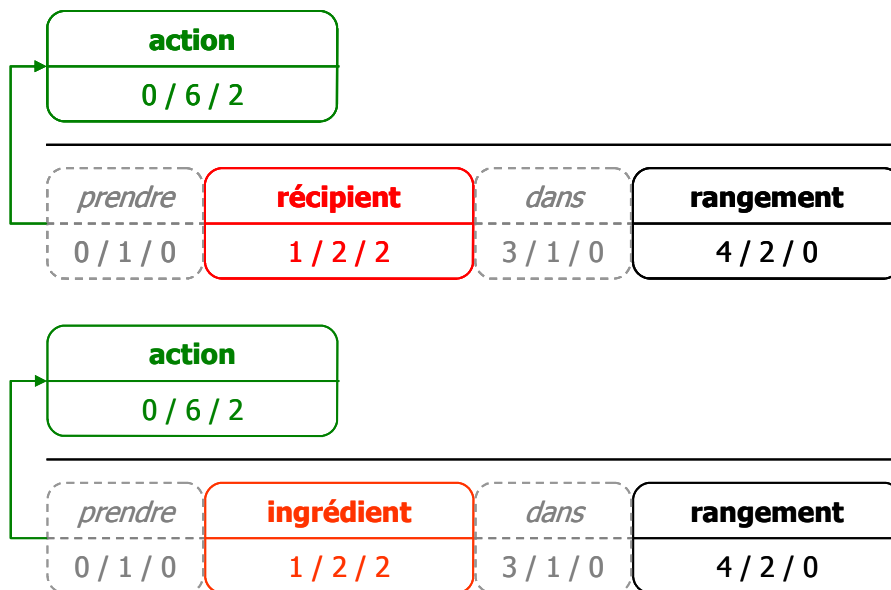 action
0 / 6 / 2
prendre récipient dans rangement
0 / 1 / 0 1 / 2 / 2 3 / 1 / 0 4 / 2 / 0
action
0 / 6 / 2
prendre ingrédient dans rangement
0 / 1 / 0 1 / 2 / 2 3 / 1 / 0 4 / 2 / 0